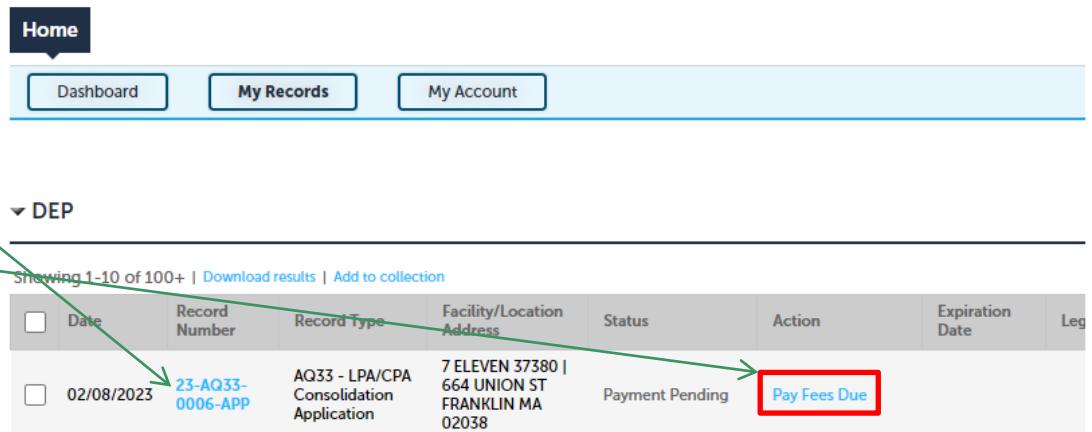 Home
Dashboard My Records My Account
DEP
Showing 1-10 of 100+ | Download results | Add to collection
Date Record Number Record Type Facility/Location Address Status Action Expiration Date Leg
02/08/2023 23-AQ33-0006-APP AQ33 - LPA/CPA Consolidation Application 7 ELEVEN 37380 | 664 UNION ST FRANKLIN MA 02038 Payment Pending Pay Fees Due